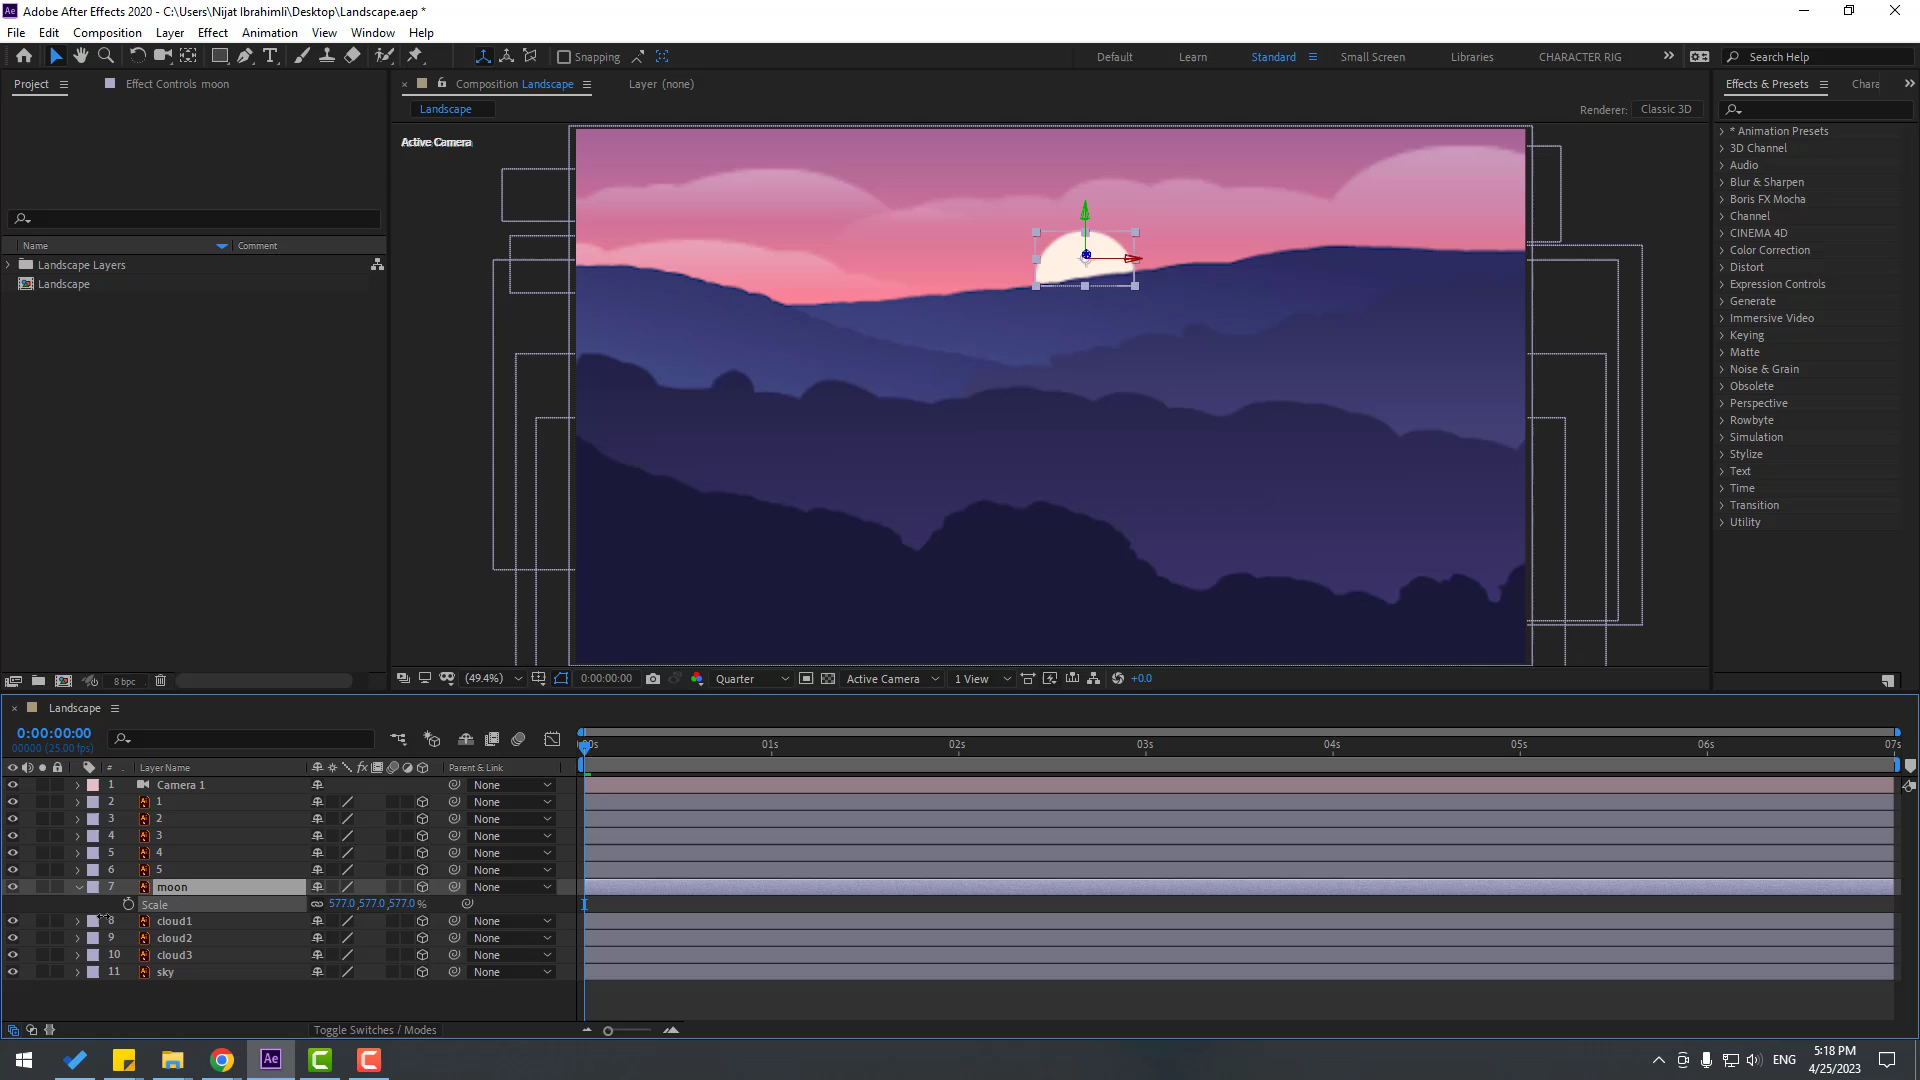 Adobe After Effects 2020 - C:\Users\Nijat Ibrahimli\Desktop\Landscape.aep *
File Edit Composition Layer Effect Animation View Window Help
Snapping Default Learn Standard Small Screen Libraries CHARACTER RIG Search Help
Project Effect Controls moon Composition Landscape Layer (none) Effects & Presets Chara
Landscape Renderer: Classic 3D
Active Camera
Name Comment
Landscape Layers
Landscape
* Animation Presets
3D Channel
Audio
Blur & Sharpen
Boris FX Mocha
Channel
CINEMA 4D
Color Correction
Distort
Expression Controls
Generate
Immersive Video
Keying
Matte
Noise & Grain
Obsolete
Perspective
Rowbyte
Simulation
Stylize
Text
Time
Transition
Utility
8 bpc (49.4%) 0:00:00:00 Quarter Active Camera 1 View +0.0
Landscape
0:00:00:00
00000 (25.00 fps)
:00s 01s 02s 03s 04s 05s 06s 07s
# Layer Name fx Parent & Link
1 Camera 1 None
2 1 None
3 2 None
4 3 None
5 4 None
6 5 None
7 moon None
Scale 577.0,577.0,577.0 %
8 cloud1 None
9 cloud2 None
10 cloud3 None
11 sky None
Toggle Switches / Modes
Ae C C ENG 5:18 PM
4/25/2023